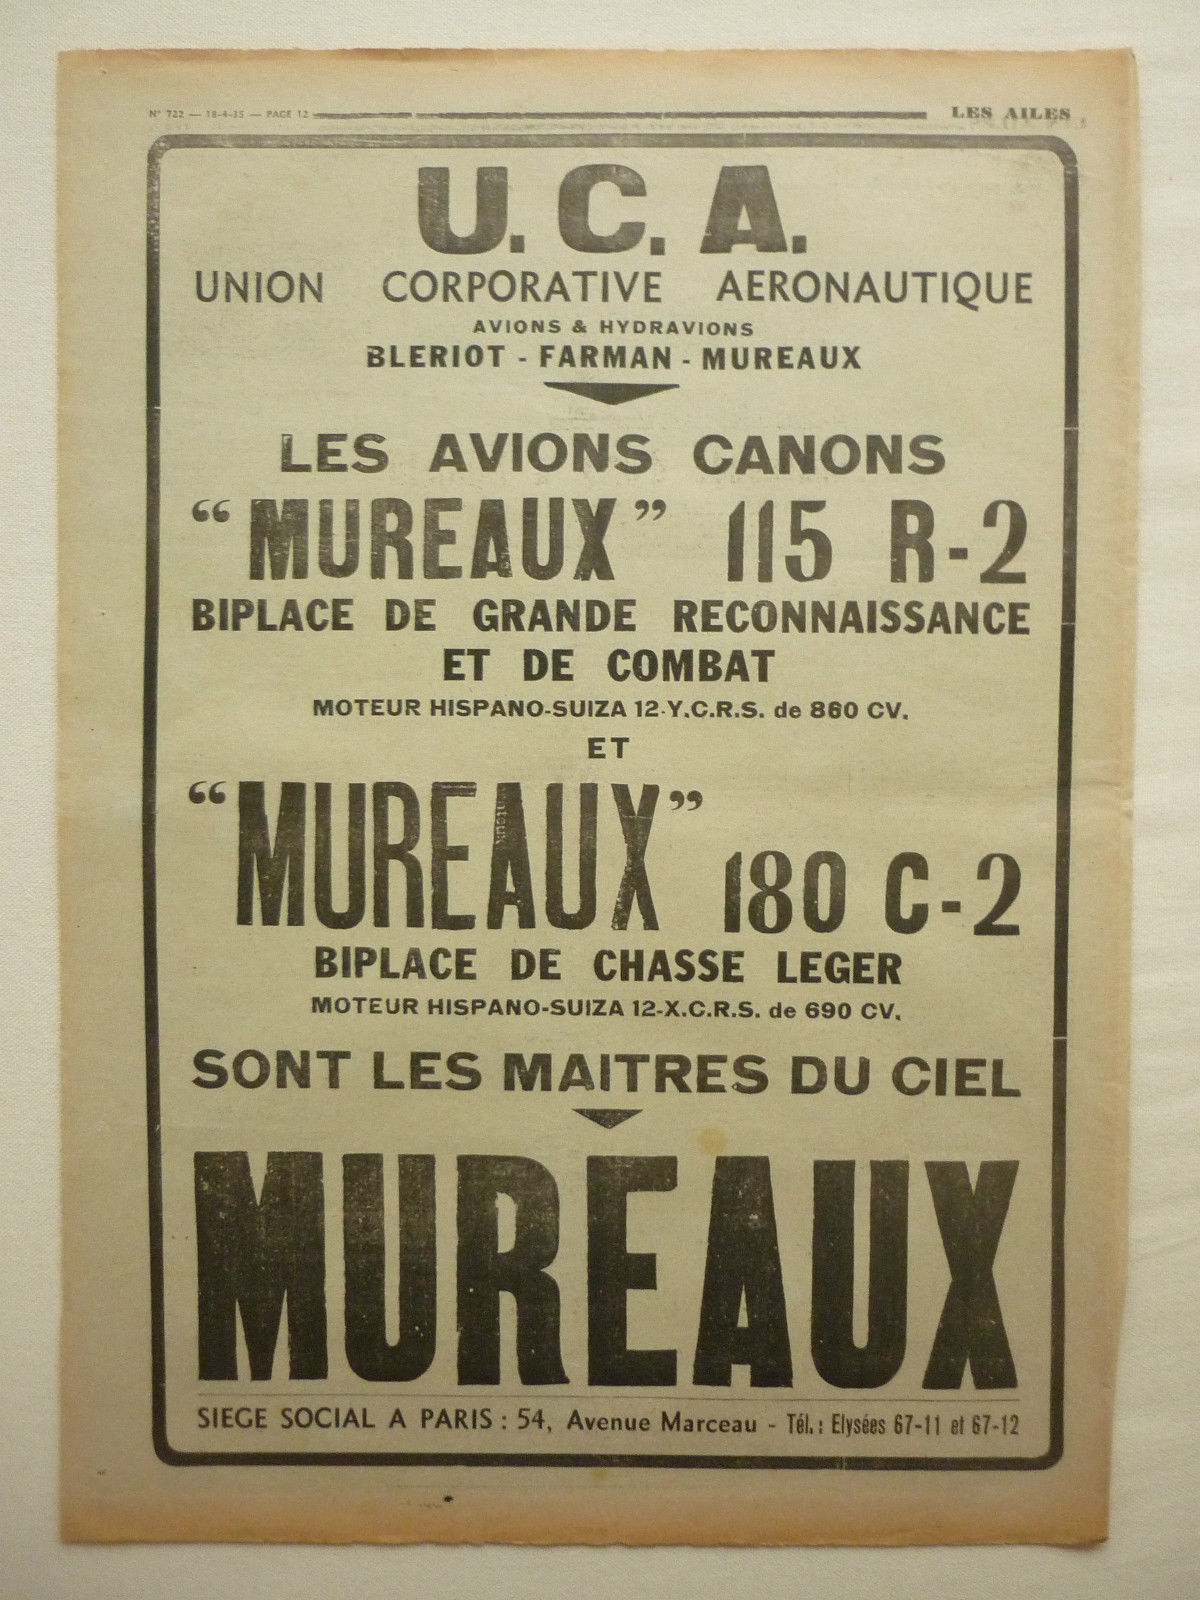 N° 722 — 18-4-35 — PAGE 12 LES AILES
U. C. A.
UNION CORPORATIVE AERONAUTIQUE
AVIONS & HYDRAVIONS
BLERIOT - FARMAN - MUREAUX
LES AVIONS CANONS
“MUREAUX” 115 R-2
BIPLACE DE GRANDE RECONNAISSANCE
ET DE COMBAT
MOTEUR HISPANO-SUIZA 12-Y.C.R.S. de 860 CV.
ET
“MUREAUX” 180 C-2
BIPLACE DE CHASSE LEGER
MOTEUR HISPANO-SUIZA 12-X.C.R.S. de 690 CV.
SONT LES MAITRES DU CIEL
MUREAUX
SIEGE SOCIAL A PARIS : 54, Avenue Marceau - Tél. : Elysées 67-11 et 67-12